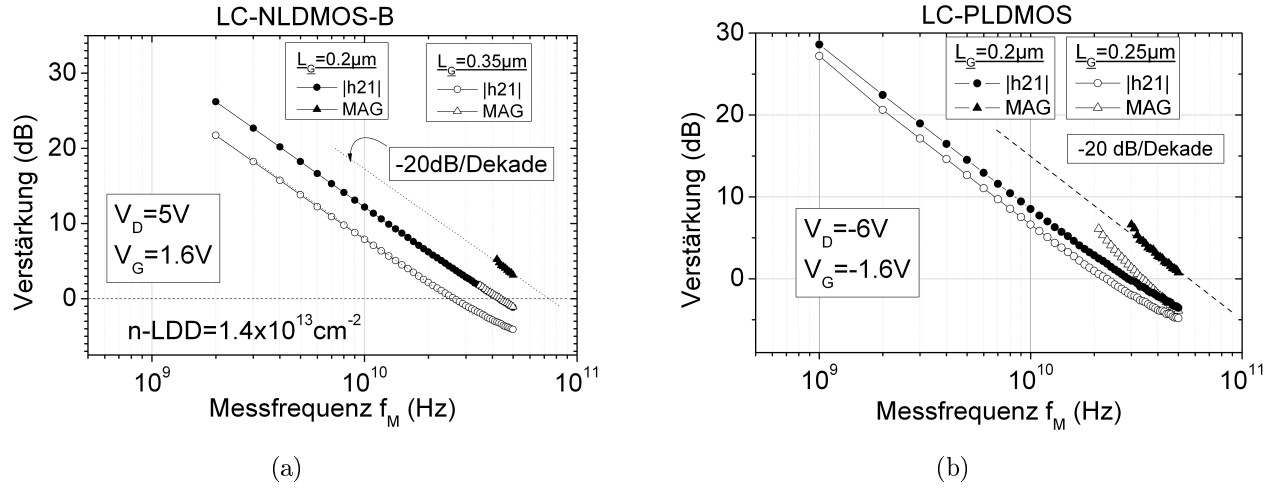 LC-NLDMOS-B
Verstärkung (dB)
30
20
10
0
L_G=0.2µm
|h21|
MAG
L_G=0.35µm
|h21|
MAG
-20dB/Dekade
V_D=5V
V_G=1.6V
n-LDD=1.4x10^13cm^-2
10^9
10^10
10^11
Messfrequenz f_M (Hz)
(a)
LC-PLDMOS
Verstärkung (dB)
30
20
10
0
L_G=0.2µm
|h21|
MAG
L_G=0.25µm
|h21|
MAG
-20 dB/Dekade
V_D=-6V
V_G=-1.6V
10^9
10^10
10^11
Messfrequenz f_M (Hz)
(b)